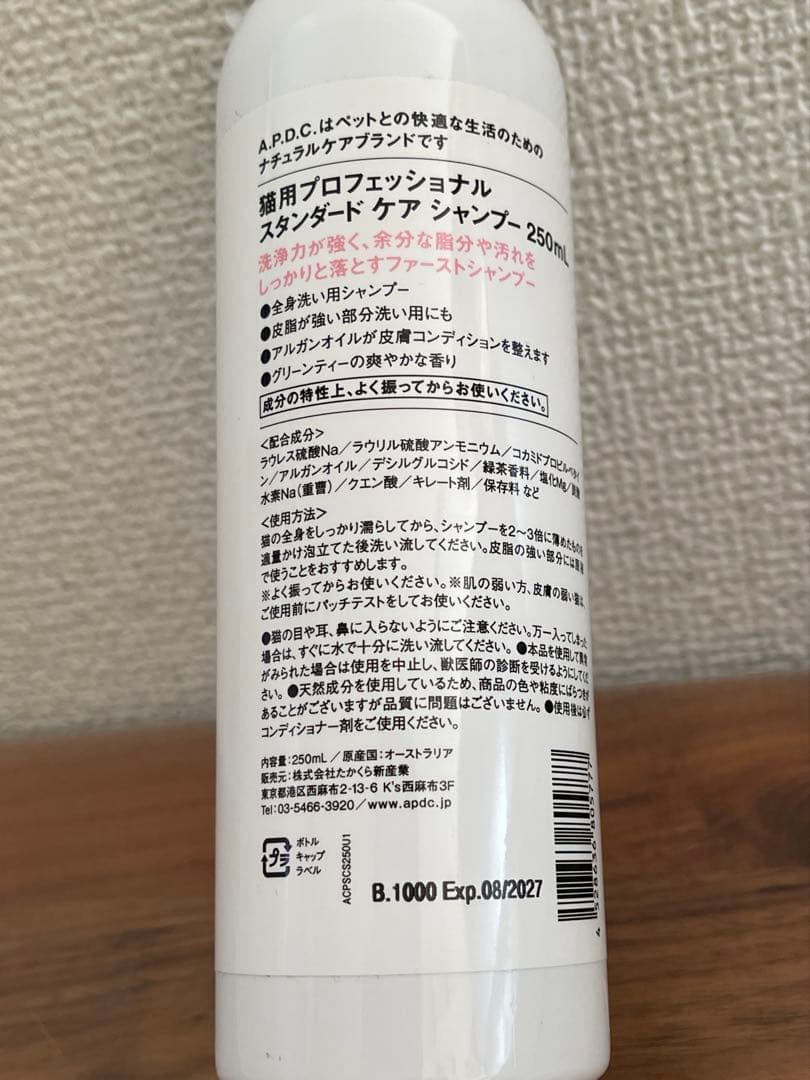 A.P.D.C.はペットとの快適な生活のための
ナチュラルケアブランドです
猫用プロフェッショナル
スタンダード ケア シャンプー 250mL
洗浄力が強く、余分な脂分や汚れを
しっかりと落とすファーストシャンプー
●全身洗い用シャンプー
●皮脂が強い部分洗い用にも
●アルガンオイルが皮膚コンディションを整えます
●グリーンティーの爽やかな香り
成分の特性上、よく振ってからお使いください。
<配合成分>
ラウレス硫酸Na/ラウリル硫酸アンモニウム/コカミドプロピルベタイ
ン/アルガンオイル/デシルグルコシド/緑茶香料/塩化Mg/
水素Na(重曹)/クエン酸/キレート剤/保存料 など
<使用方法>
猫の全身をしっかり濡らしてから、シャンプーを2~3倍に薄めたものを
適量かけ泡立てた後洗い流してください。皮脂の強い部分には原液
で使うことをおすすめします。
※よく振ってからお使いください。※肌の弱い方、皮膚の弱い猫は、
ご使用前にパッチテストをしてお使いください。
●猫の目や耳、鼻に入らないようにご注意ください。万一入ってしまった
場合は、すぐに水で十分に洗い流してください。●本品を使用して異常
がみられた場合は使用を中止し、獣医師の診断を受けるようにしてくだ
さい。●天然成分を使用しているため、商品の色や粘度にばらつきが
あることがございますが品質に問題はございません。●使用後は必ず
コンディショナー剤をご使用ください。
内容量:250mL/原産国:オーストラリア
販売元:株式会社たかくら新産業
東京都港区西麻布2-13-6 K's西麻布3F
Tel:03-5466-3920/www.apdc.jp
プラ
ボトル
キャップ
ラベル
ACPSCS250U1
B.1000 Exp.08/2027
4 528636 805777